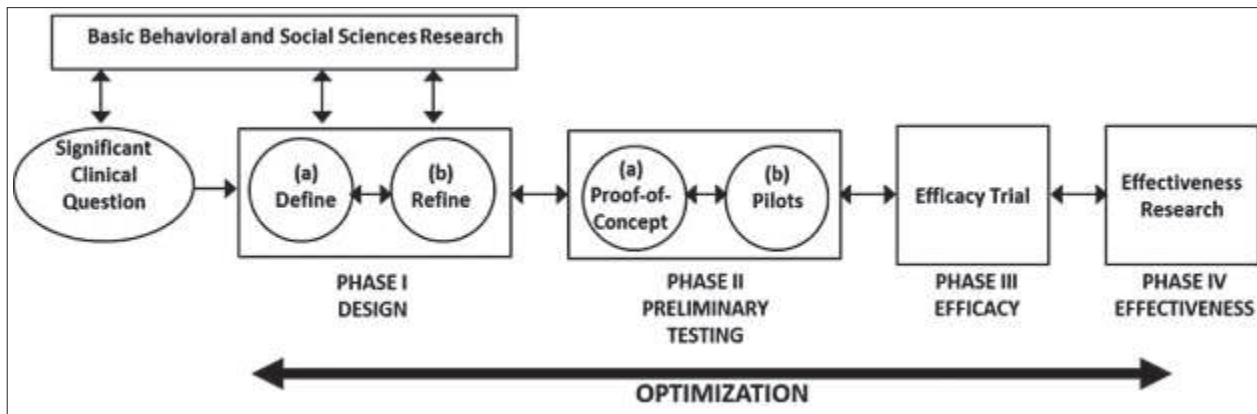 Basic Behavioral and Social Sciences Research
Significant
Clinical
Question
(a)
Define
(b)
Refine
(a)
Proof-of-
Concept
(b)
Pilots
Efficacy Trial
Effectiveness
Research
PHASE I
DESIGN
PHASE II
PRELIMINARY
TESTING
PHASE III
EFFICACY
PHASE IV
EFFECTIVENESS
OPTIMIZATION